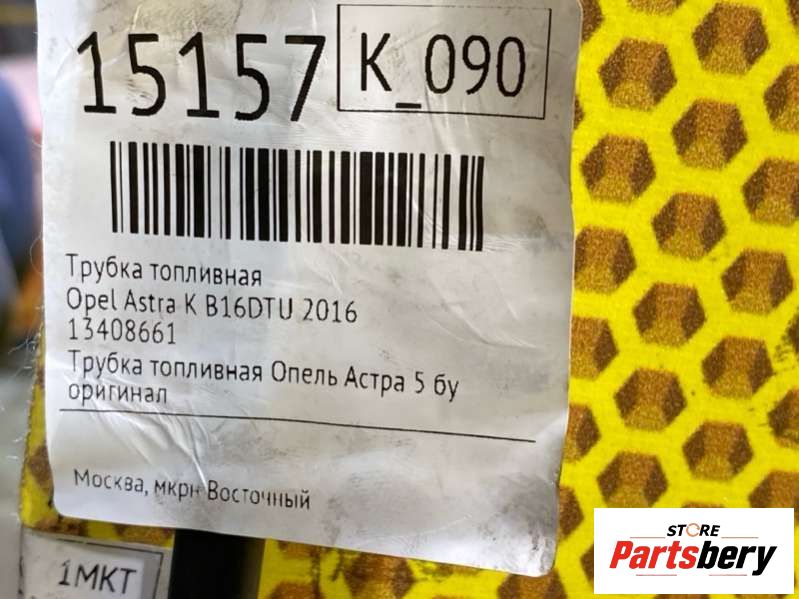 15157 K_090
Трубка топливная
Opel Astra K B16DTU 2016
13408661
Трубка топливная Опель Астра 5 бу
оригинал
Москва, мкрн Восточный
1МКТ
STORE
Partsbery